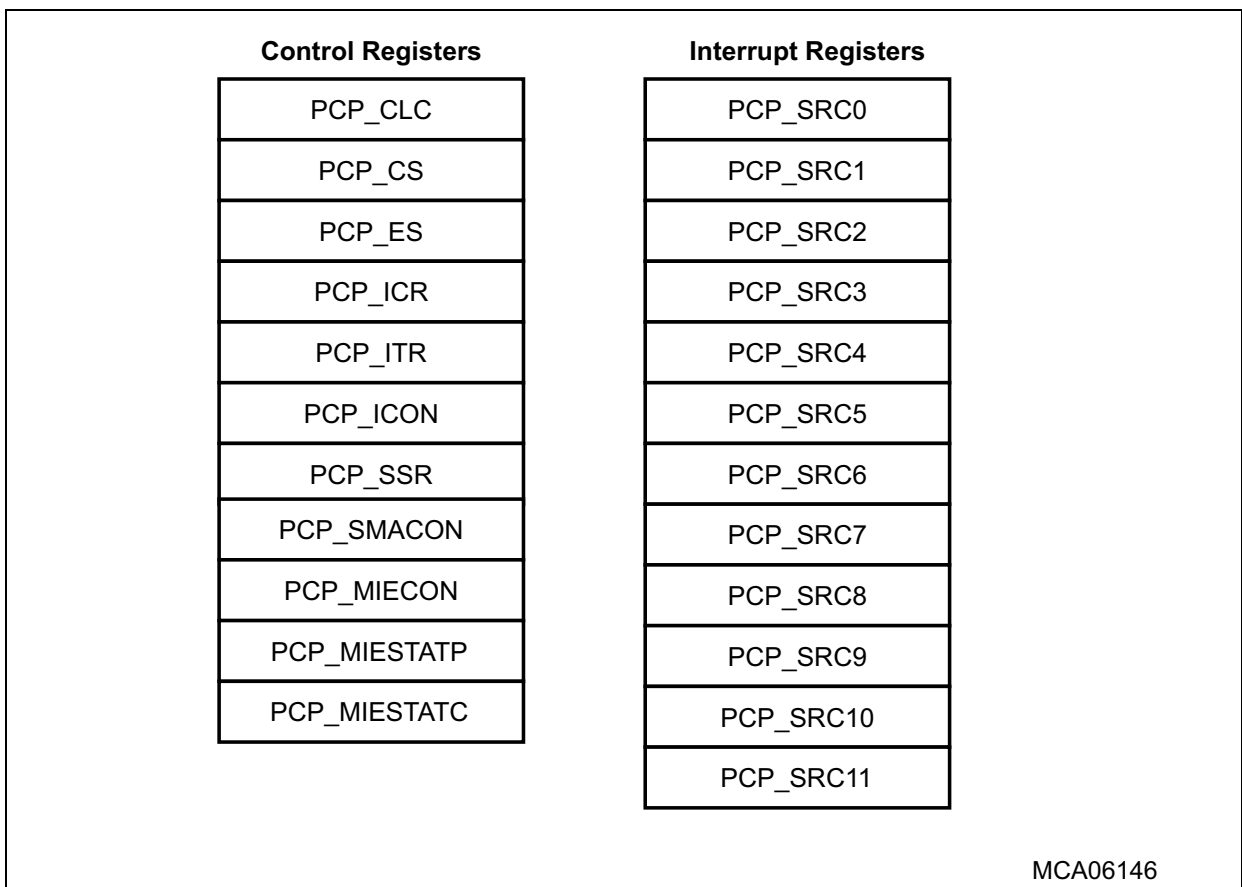 Control Registers
PCP_CLC
PCP_CS
PCP_ES
PCP_ICR
PCP_ITR
PCP_ICON
PCP_SSR
PCP_SMACON
PCP_MIECON
PCP_MIESTATP
PCP_MIESTATC
Interrupt Registers
PCP_SRC0
PCP_SRC1
PCP_SRC2
PCP_SRC3
PCP_SRC4
PCP_SRC5
PCP_SRC6
PCP_SRC7
PCP_SRC8
PCP_SRC9
PCP_SRC10
PCP_SRC11
MCA06146